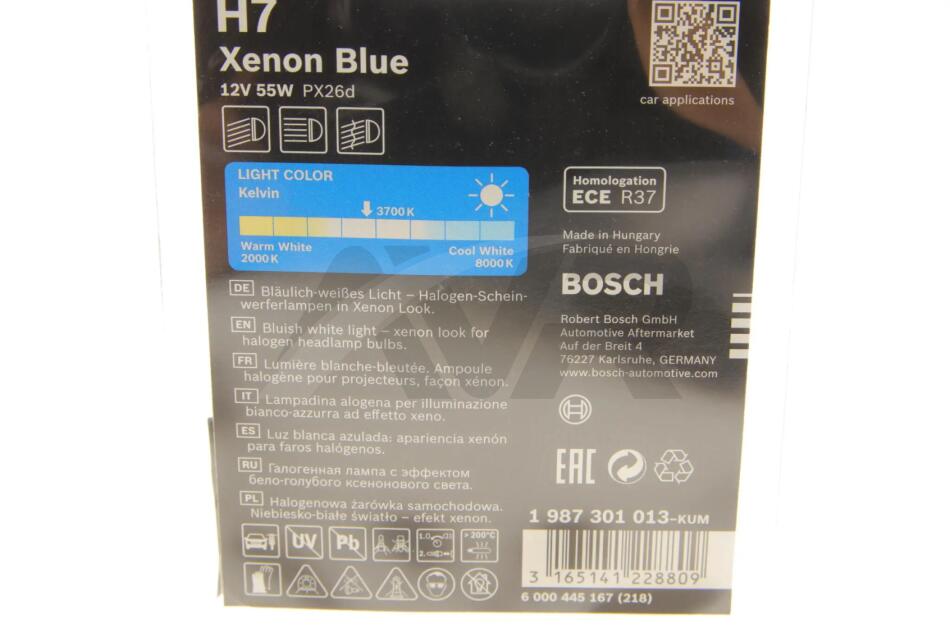 H7
Xenon Blue
12V 55W PX26d
car applications
LIGHT COLOR
Kelvin
3700 K
Warm White
2000 K
Cool White
8000 K
Homologation
ECE R37
Made in Hungary
Fabriqué en Hongrie
BOSCH
Robert Bosch GmbH
Automotive Aftermarket
Auf der Breit 4
76227 Karlsruhe, GERMANY
www.bosch-automotive.com
DE Bläulich-weißes Licht – Halogen-Schein-
werferlampen in Xenon Look.
EN Bluish white light – xenon look for
halogen headlamp bulbs.
FR Lumière blanche-bleutée. Ampoule
halogène pour projecteurs, façon xénon.
IT Lampadina alogena per illuminazione
bianco-azzurra ad effetto xeno.
ES Luz blanca azulada: apariencia xenón
para faros halógenos.
RU Галогенная лампа с эффектом
бело-голубого ксенонового света.
PL Halogenowa żarówka samochodowa.
Niebiesko-białe światło – efekt xenon.
EAC
UV
Pb
1.
2.
> 200°C
1 987 301 013-KUM
3 165141 228809
6 000 445 167 (218)
AVR